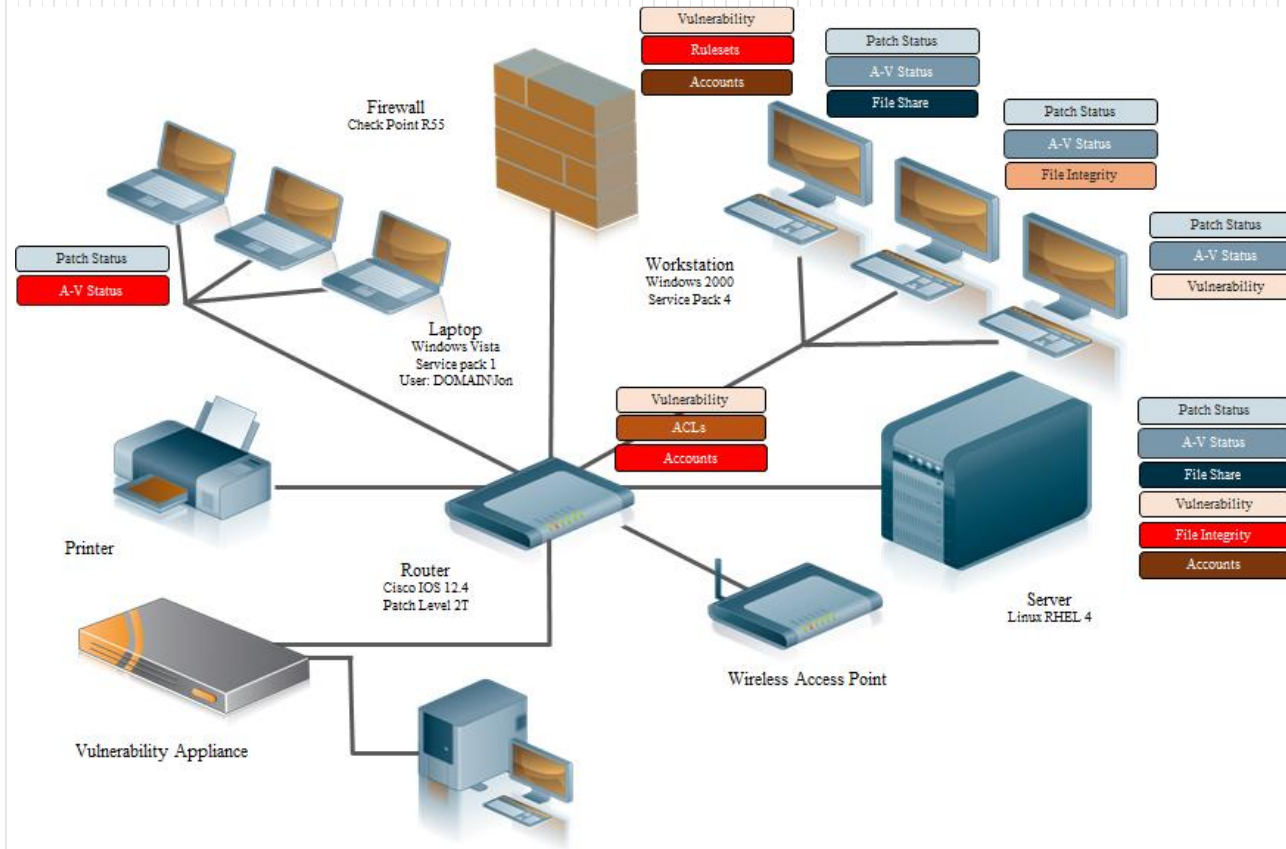 Vulnerability
Rulesets
Accounts
Patch Status
A-V Status
File Share
Firewall
Check Point R55
Patch Status
A-V Status
File Integrity
Patch Status
A-V Status
Vulnerability
Patch Status
A-V Status
Workstation
Windows 2000
Service Pack 4
Laptop
Windows Vista
Service pack 1
User: DOMAIN\Jon
Vulnerability
ACLs
Accounts
Patch Status
A-V Status
File Share
Vulnerability
File Integrity
Accounts
Printer
Router
Cisco IOS 12.4
Patch Level 2T
Server
Linux RHEL 4
Wireless Access Point
Vulnerability Appliance